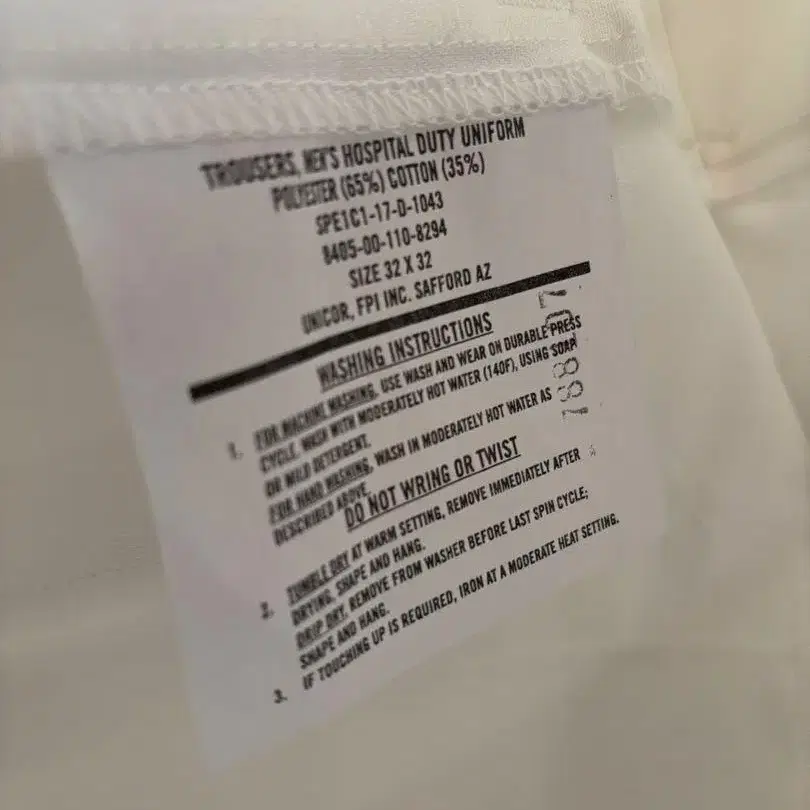 TROUSERS, MEN'S HOSPITAL DUTY UNIFORM
POLYESTER (65%) COTTON (35%)
SPE1C1-17-D-1043
8405-00-110-8294
SIZE 32 X 32
UNICOR, FPI INC. SAFFORD AZ
WASHING INSTRUCTIONS
1. FOR MACHINE WASHING, USE WASH AND WEAR ON DURABLE PRESS
CYCLE. WASH WITH MODERATELY HOT WATER (140F), USING SOAP
OR MILD DETERGENT.
FOR HAND WASHING, WASH IN MODERATELY HOT WATER AS
DESCRIBED ABOVE.
DO NOT WRING OR TWIST
2. TUMBLE DRY AT WARM SETTING, REMOVE IMMEDIATELY AFTER
DRYING, SHAPE AND HANG.
DRIP DRY, REMOVE FROM WASHER BEFORE LAST SPIN CYCLE;
SHAPE AND HANG.
3. IF TOUCHING UP IS REQUIRED, IRON AT A MODERATE HEAT SETTING.